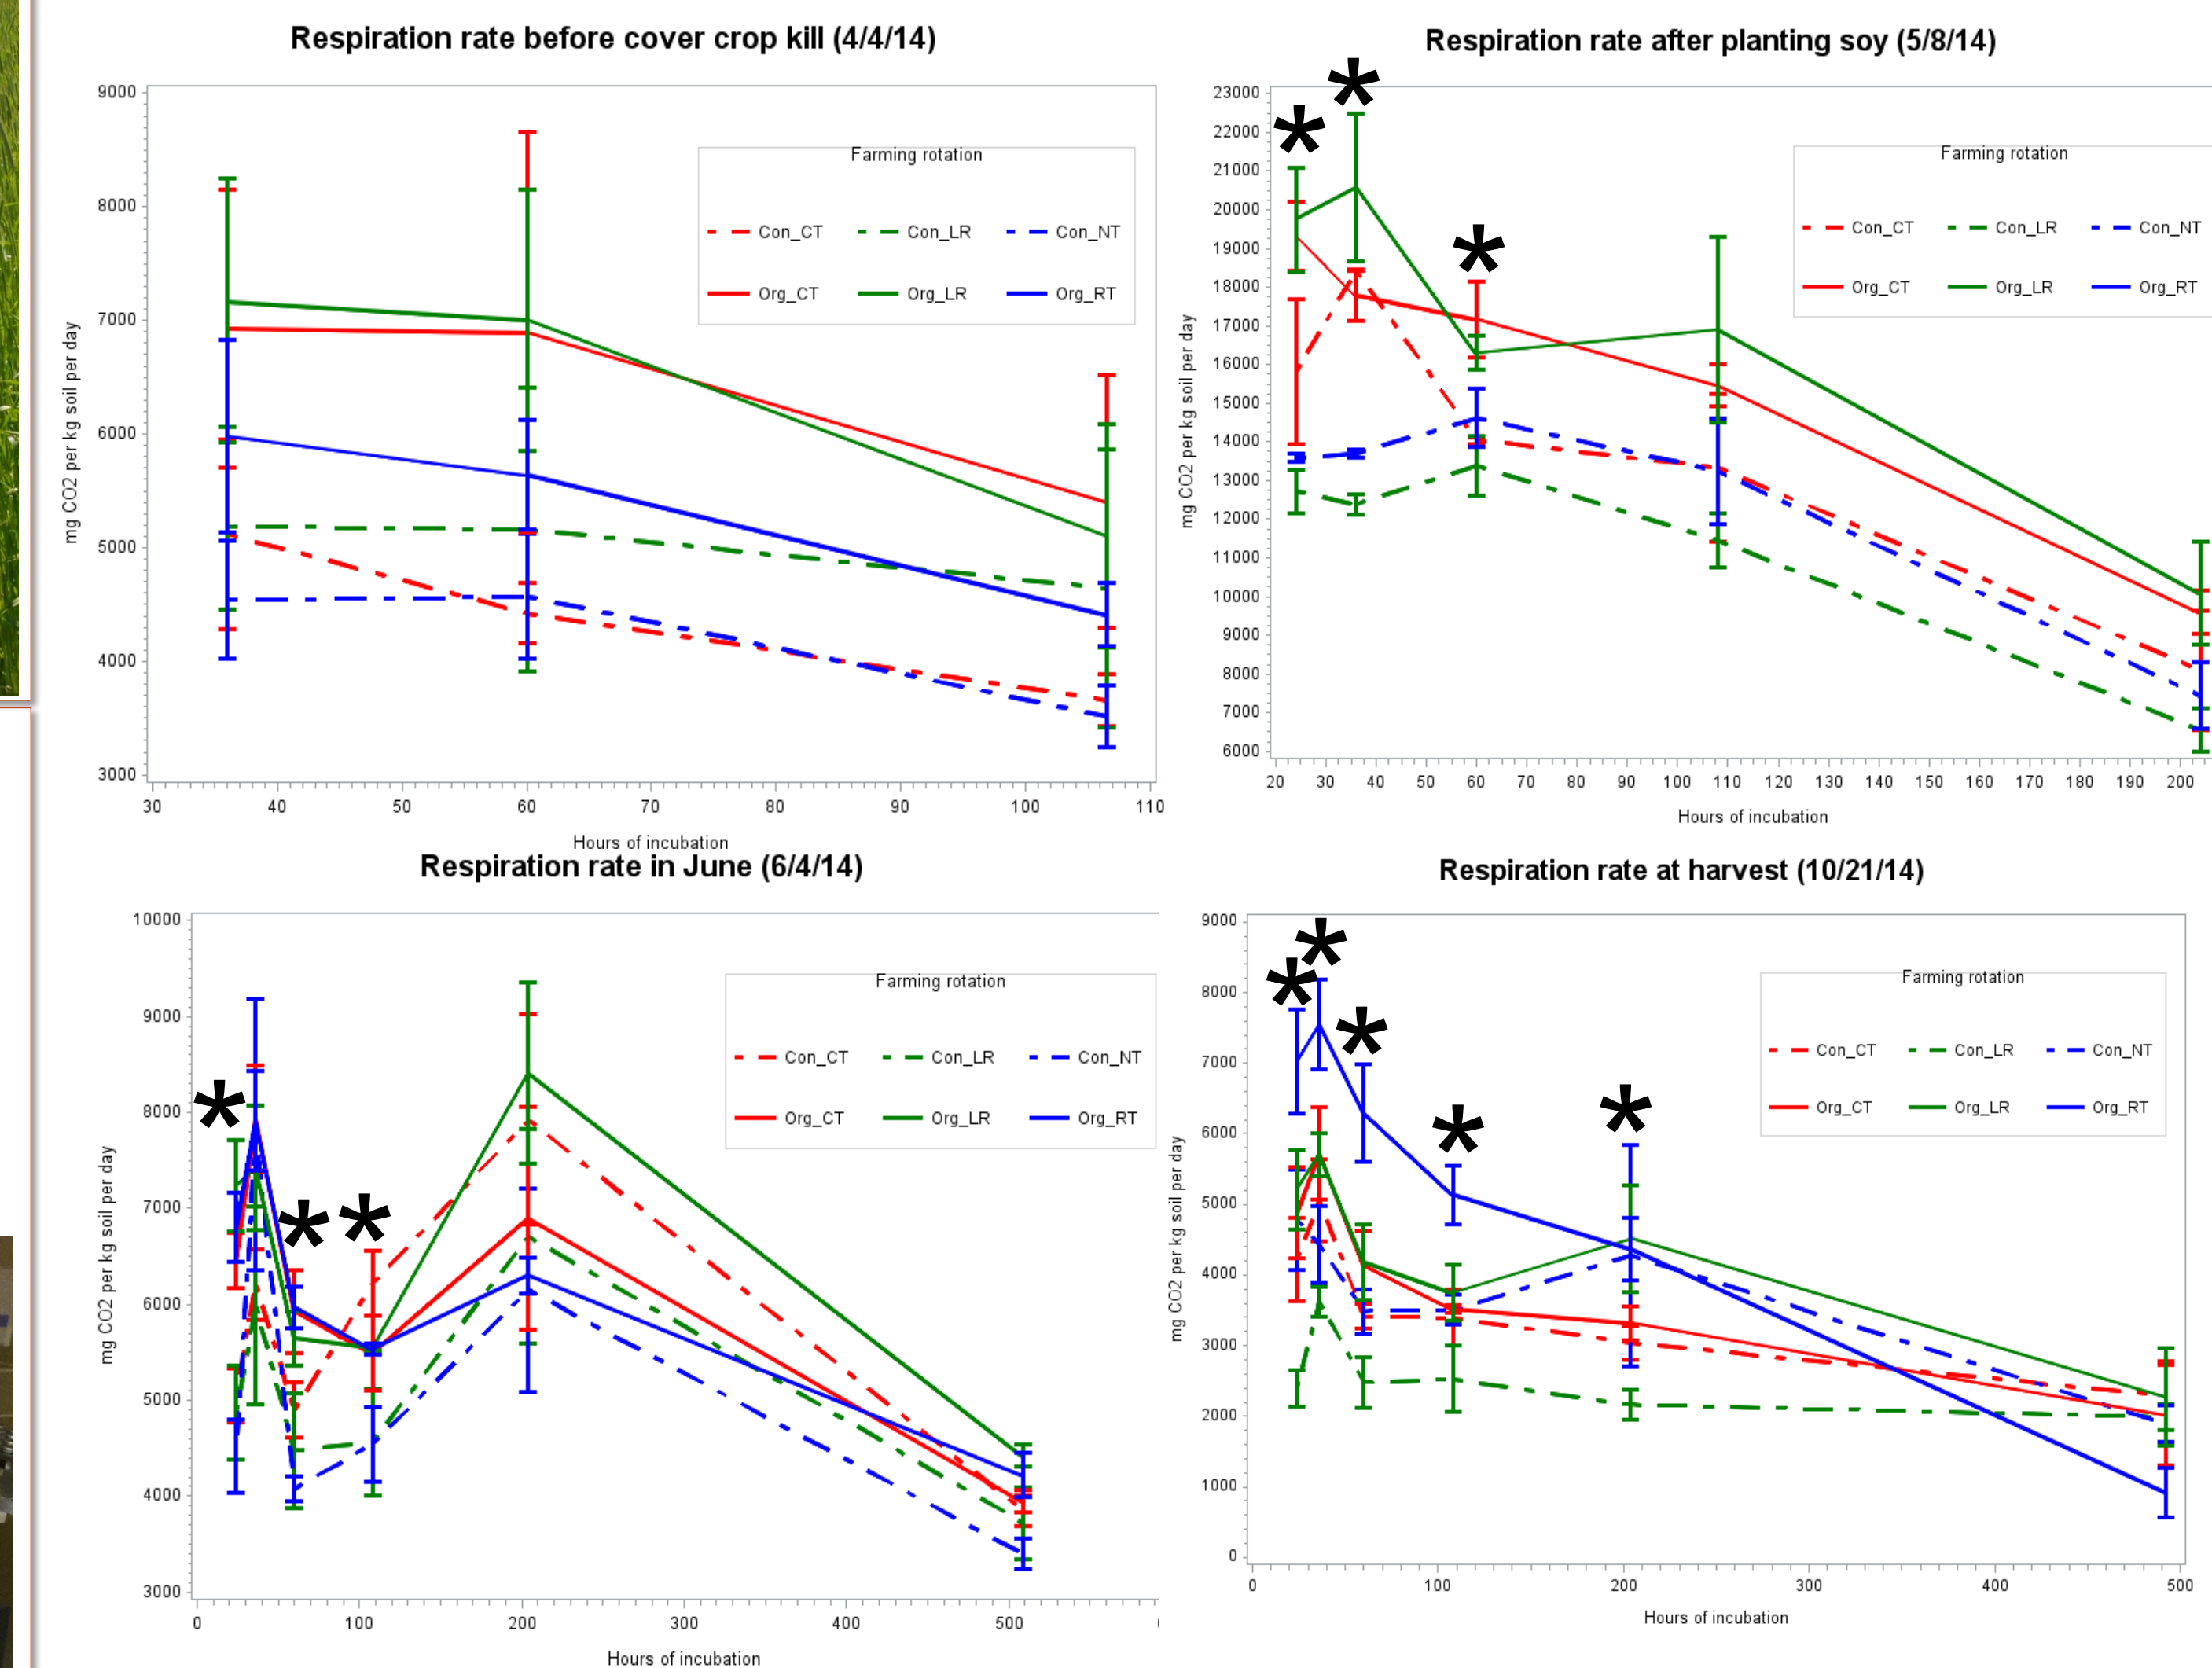 Respiration rate before cover crop kill (4/4/14)
9000
8000
7000
6000
5000
4000
3000
mg CO2 per kg soil per day
Farming rotation
Con_CT Con_LR Con_NT
Org_CT Org_LR Org_RT
30 40 50 60 70 80 90 100 110
Hours of incubation
Respiration rate after planting soy (5/8/14)
23000
22000
21000
20000
19000
18000
17000
16000
15000
14000
13000
12000
11000
10000
9000
8000
7000
6000
mg CO2 per kg soil per day
Farming rotation
Con_CT Con_LR Con_NT
Org_CT Org_LR Org_RT
20 30 40 50 60 70 80 90 100 110 120 130 140 150 160 170 180 190 200
Hours of incubation
* * *
Respiration rate in June (6/4/14)
10000
9000
8000
7000
6000
5000
4000
3000
mg CO2 per kg soil per day
Farming rotation
Con_CT Con_LR Con_NT
Org_CT Org_LR Org_RT
* * *
0 100 200 300 400 500
Hours of incubation
Respiration rate at harvest (10/21/14)
9000
8000
7000
6000
5000
4000
3000
2000
1000
0
mg CO2 per kg soil per day
Farming rotation
Con_CT Con_LR Con_NT
Org_CT Org_LR Org_RT
* * * * *
0 100 200 300 400 500
Hours of incubation